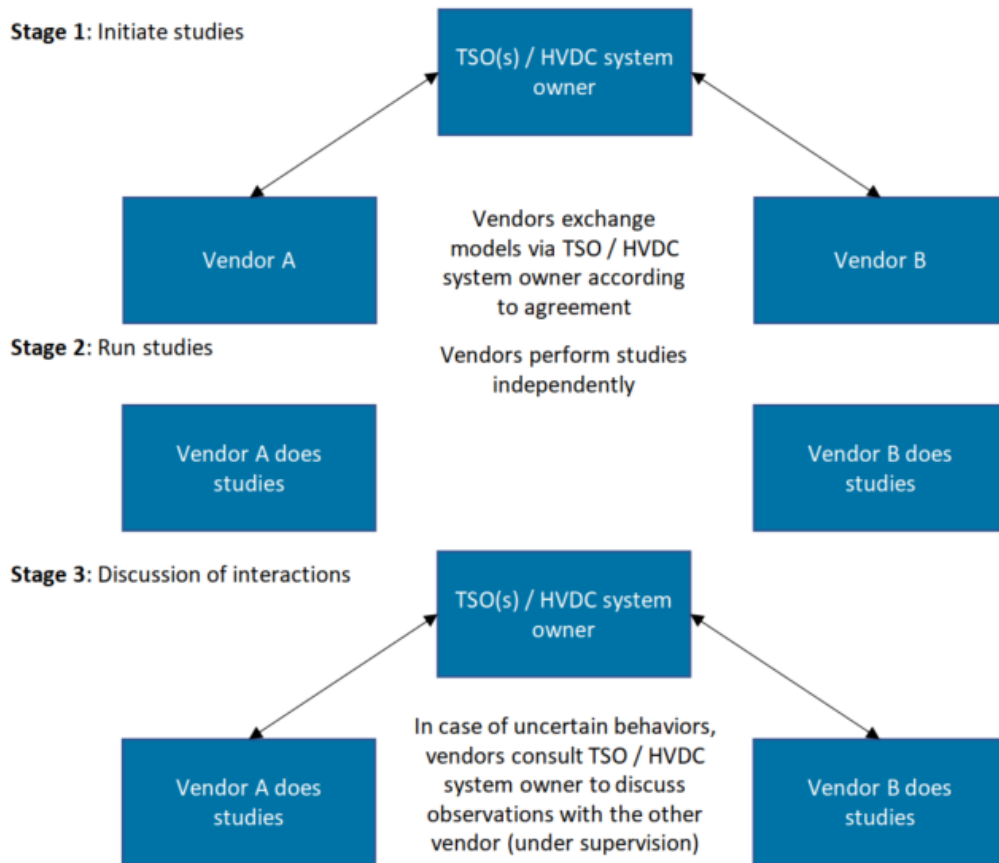 Stage 1: Initiate studies
TSO(s) / HVDC system
owner
Vendor A
Vendors exchange
models via TSO / HVDC
system owner according
to agreement
Vendor B
Stage 2: Run studies
Vendors perform studies
independently
Vendor A does
studies
Vendor B does
studies
Stage 3: Discussion of interactions
TSO(s) / HVDC system
owner
Vendor A does
studies
In case of uncertain behaviors,
vendors consult TSO / HVDC
system owner to discuss
observations with the other
vendor (under supervision)
Vendor B does
studies